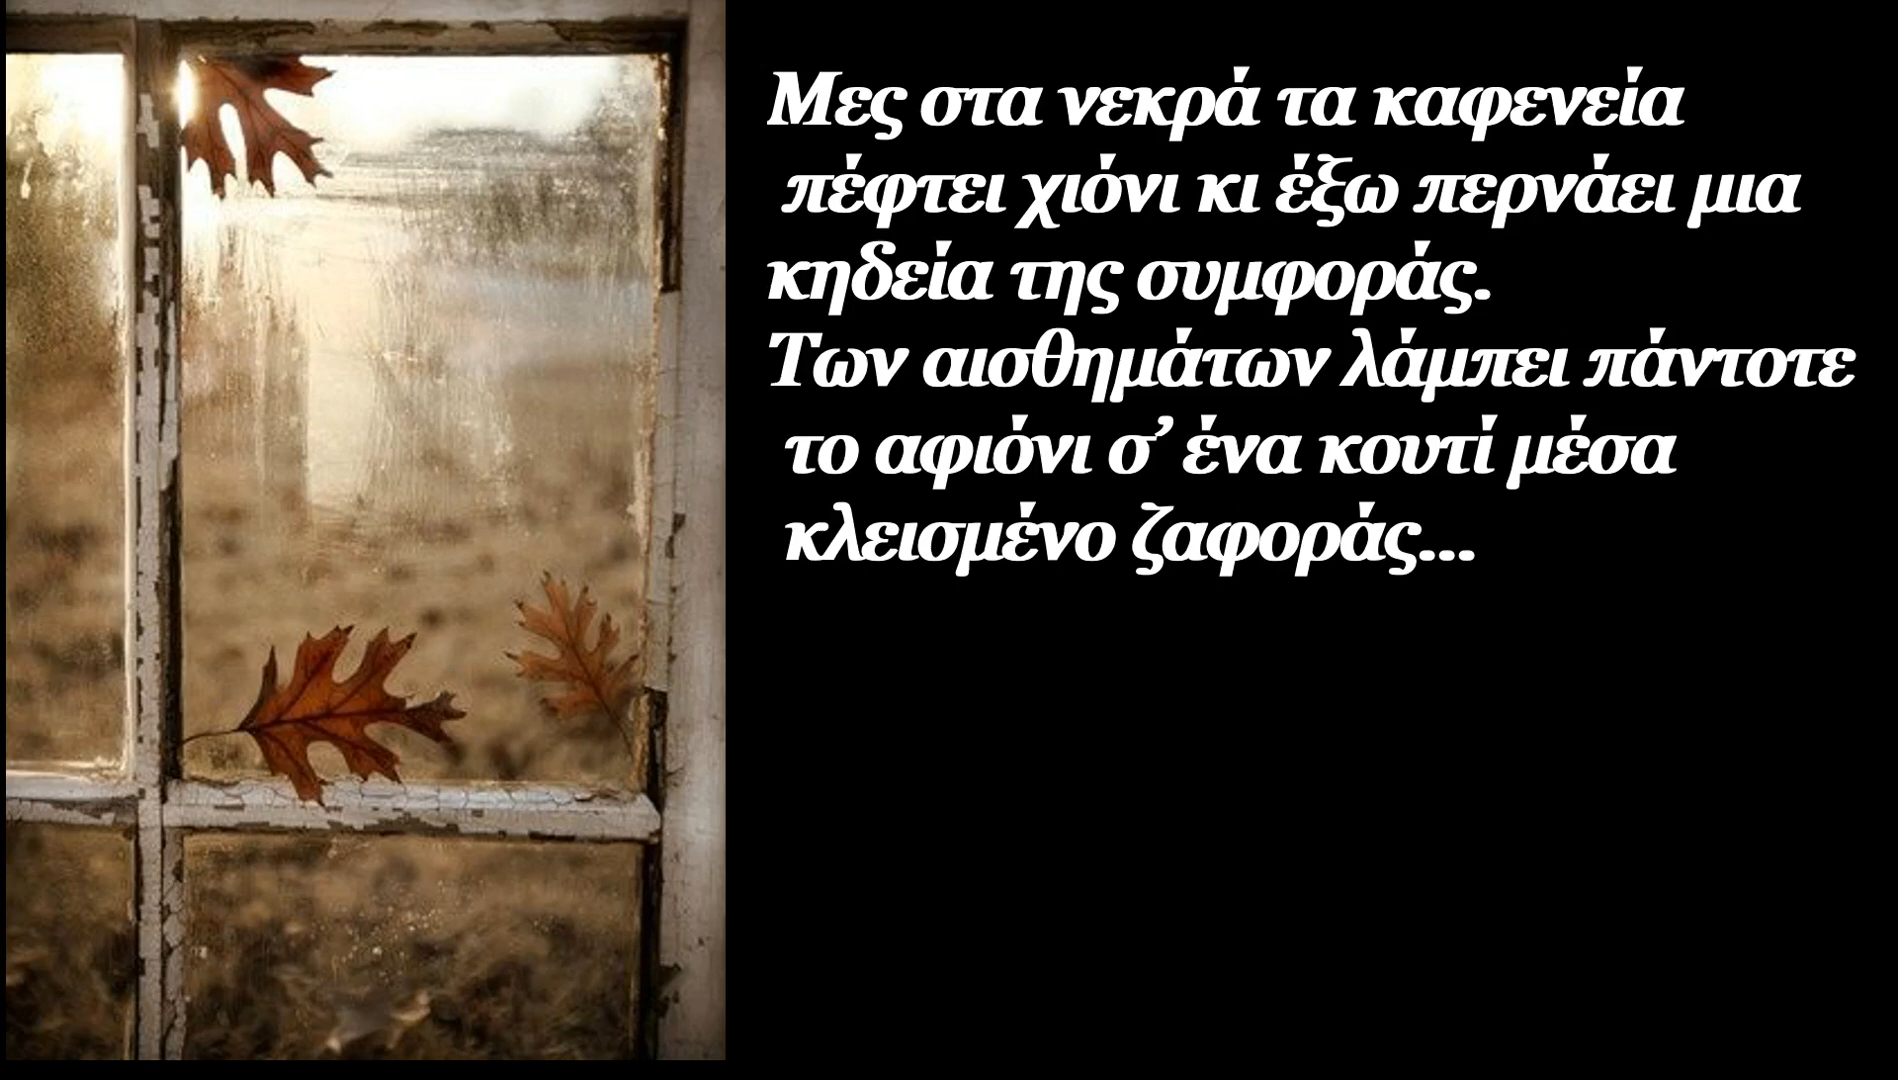 Μες στα νεκρά τα καφενεία
πέφτει χιόνι κι έξω περνάει μια
κηδεία της συμφοράς.
Των αισθημάτων λάμπει πάντοτε
το αφιόνι σ’ ένα κουτί μέσα
κλεισμένο ζαφοράς...